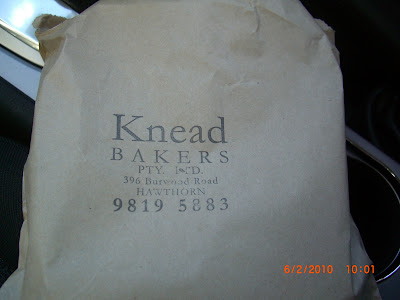 Knead
BAKERS
PTY. LTD.
396 Burwood Road
HAWTHORN
9819 5883
6/2/2010 10:01